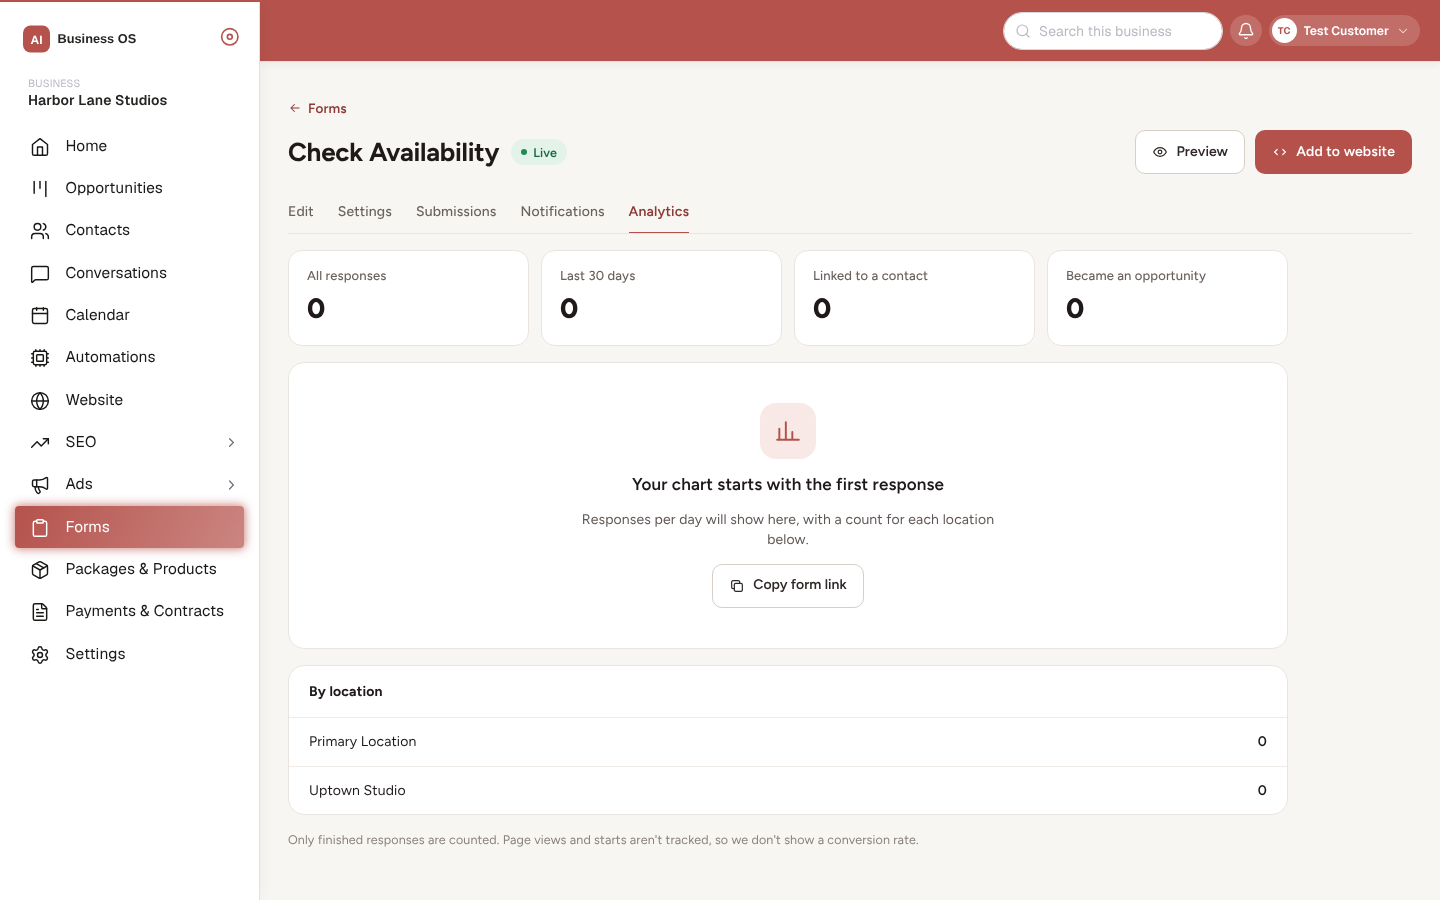 AI
Business OS
Search this business
TC
Test Customer
BUSINESS
Harbor Lane Studios
Home
Opportunities
Contacts
Conversations
Calendar
Automations
Website
SEO
Ads
Forms
Packages & Products
Payments & Contracts
Settings
Forms
Check Availability
Live
Preview
Add to website
Edit
Settings
Submissions
Notifications
Analytics
All responses
0
Last 30 days
0
Linked to a contact
0
Became an opportunity
0
Your chart starts with the first response
Responses per day will show here, with a count for each location
below.
Copy form link
By location
Primary Location
0
Uptown Studio
0
Only finished responses are counted. Page views and starts aren't tracked, so we don't show a conversion rate.